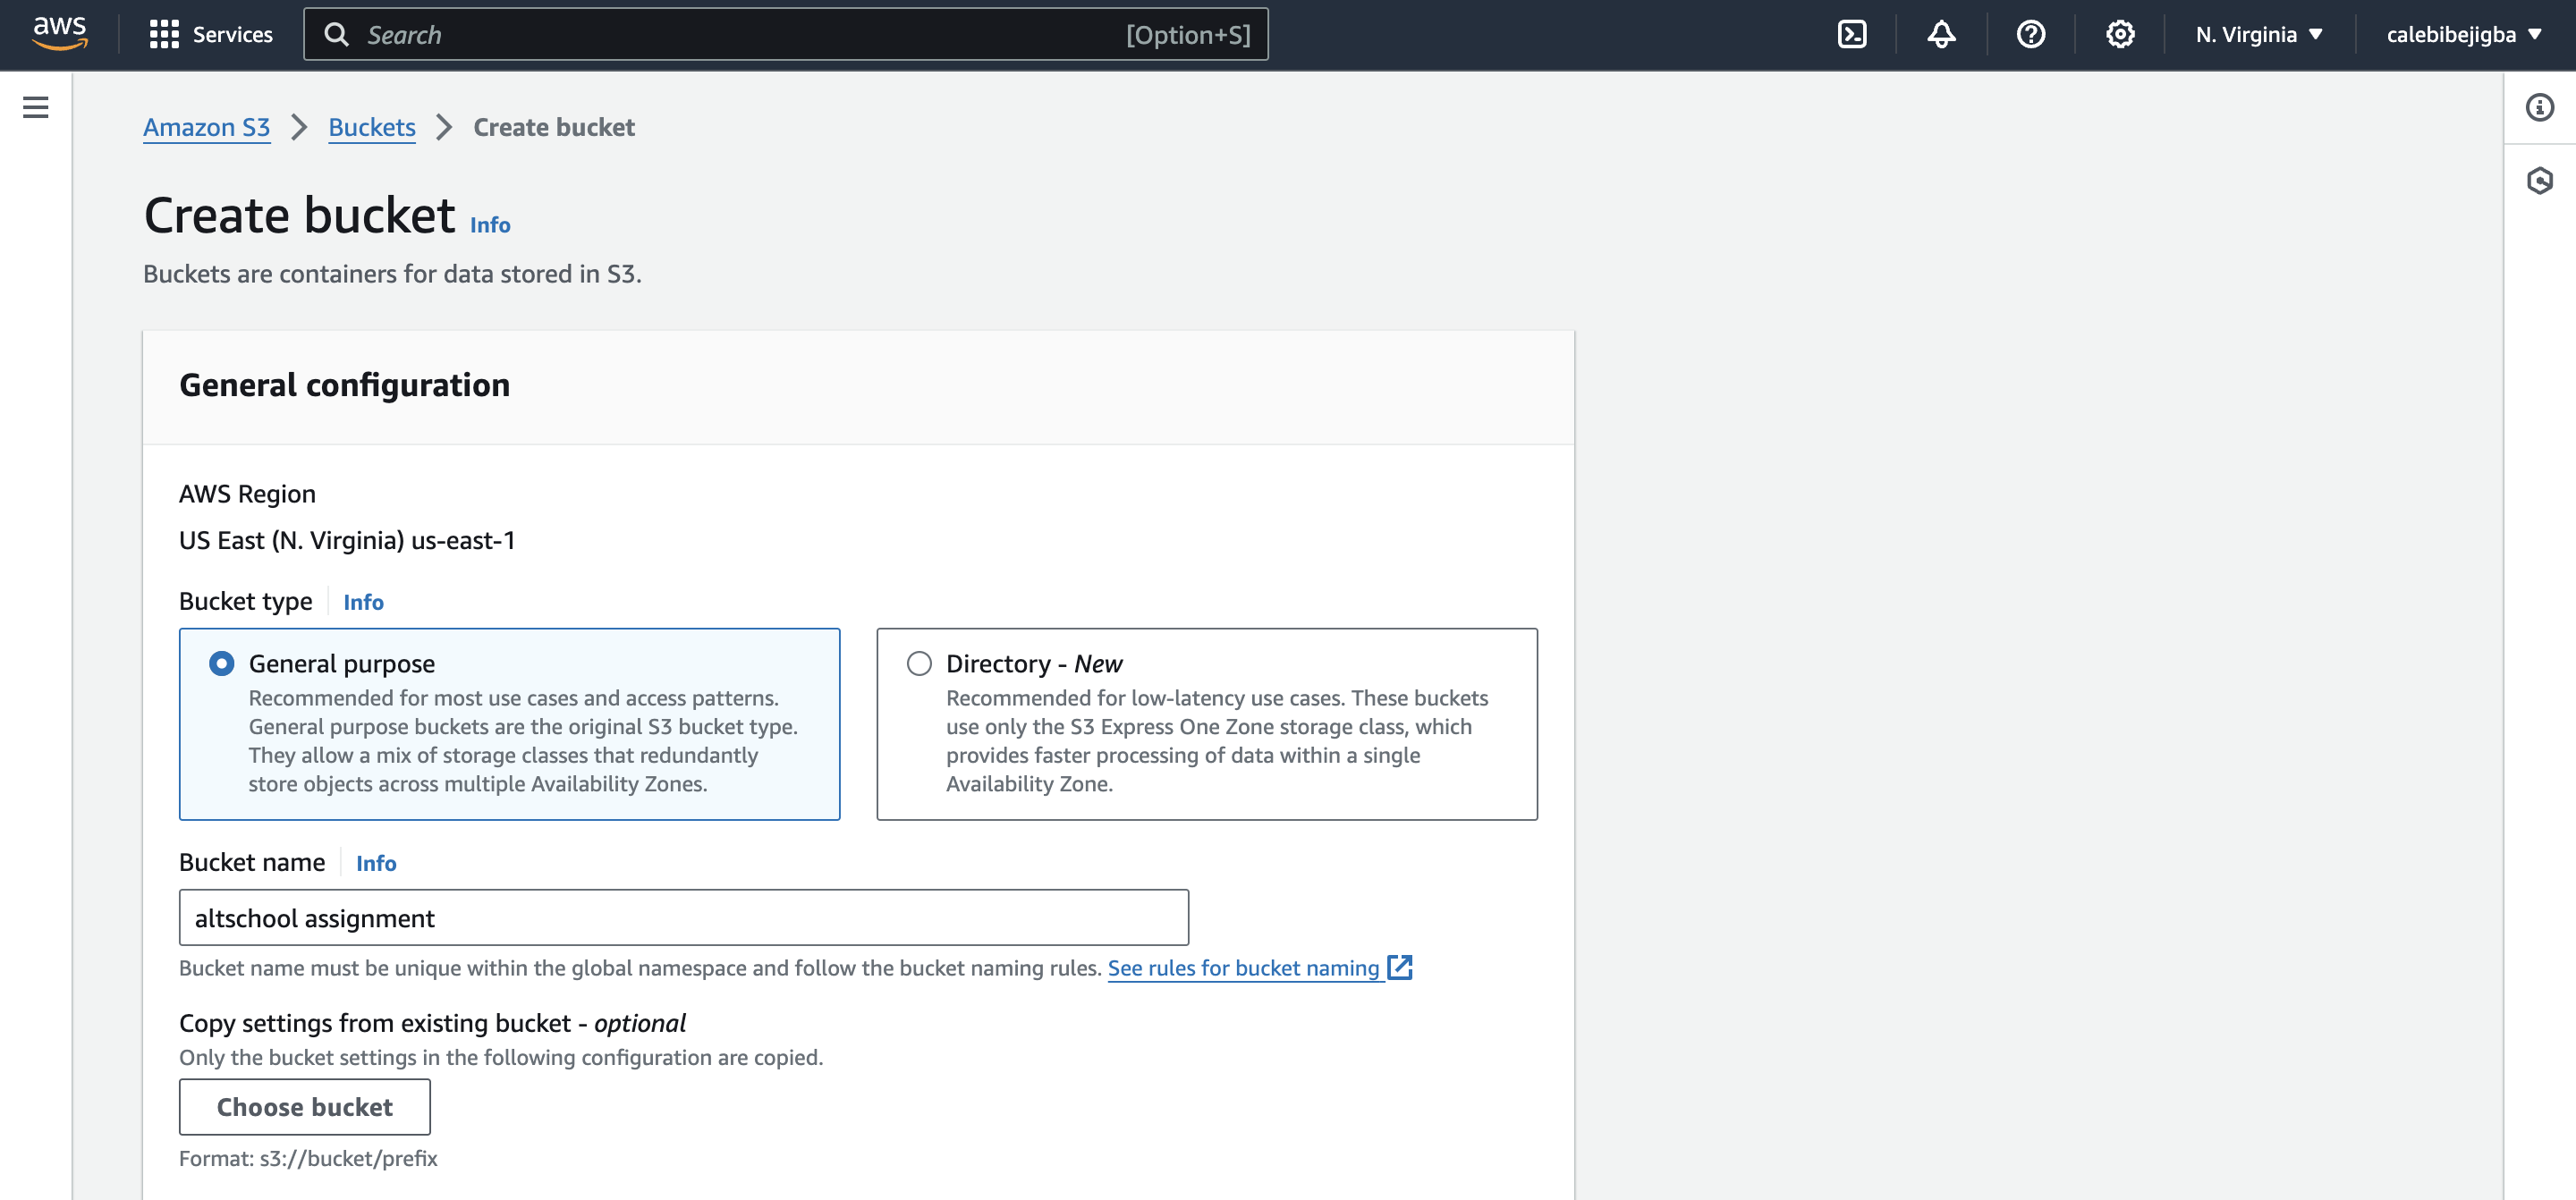 aws
Services
Search
[Option+S]
N. Virginia
calebibejigba
Amazon S3
Buckets
Create bucket
Create bucket
Info
Buckets are containers for data stored in S3.
General configuration
AWS Region
US East (N. Virginia) us-east-1
Bucket type
Info
General purpose
Recommended for most use cases and access patterns.
General purpose buckets are the original S3 bucket type.
They allow a mix of storage classes that redundantly
store objects across multiple Availability Zones.
Directory - New
Recommended for low-latency use cases. These buckets
use only the S3 Express One Zone storage class, which
provides faster processing of data within a single
Availability Zone.
Bucket name
Info
altschool assignment
Bucket name must be unique within the global namespace and follow the bucket naming rules. See rules for bucket naming
Copy settings from existing bucket - optional
Only the bucket settings in the following configuration are copied.
Choose bucket
Format: s3://bucket/prefix